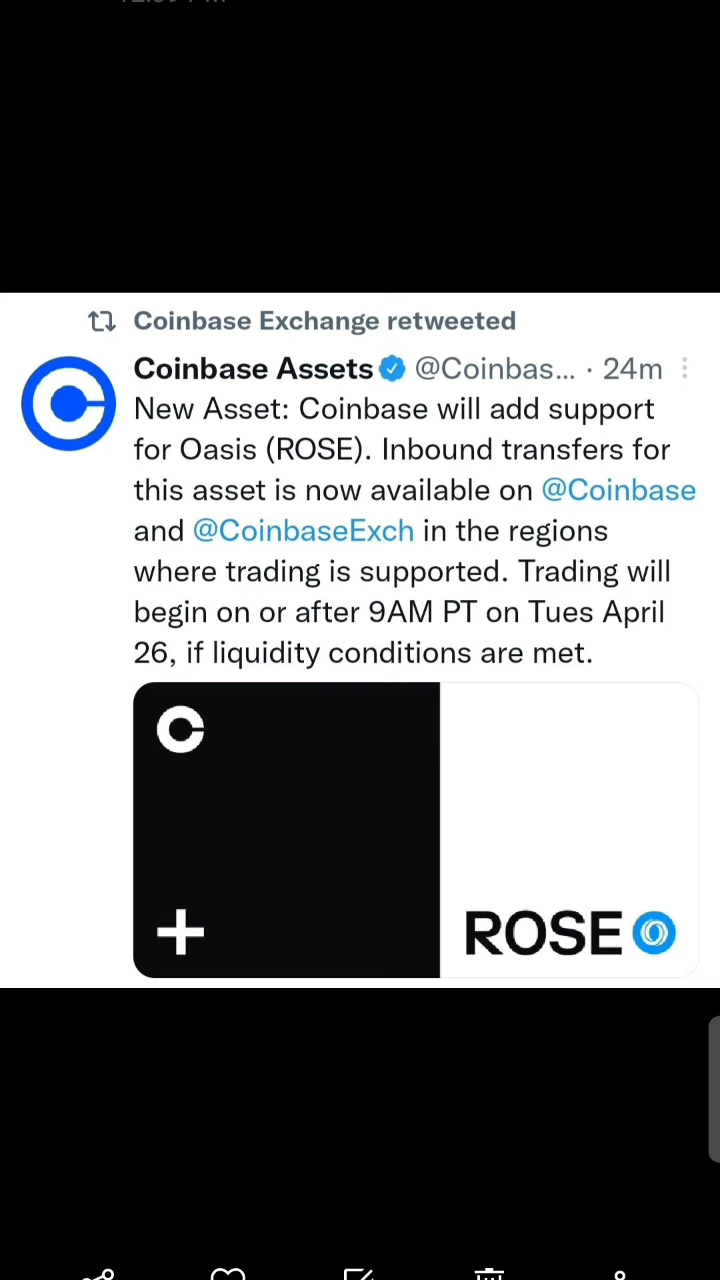 Coinbase Exchange retweeted
Coinbase Assets @Coinbas... · 24m
New Asset: Coinbase will add support
for Oasis (ROSE). Inbound transfers for
this asset is now available on @Coinbase
and @CoinbaseExch in the regions
where trading is supported. Trading will
begin on or after 9AM PT on Tues April
26, if liquidity conditions are met.
ROSE